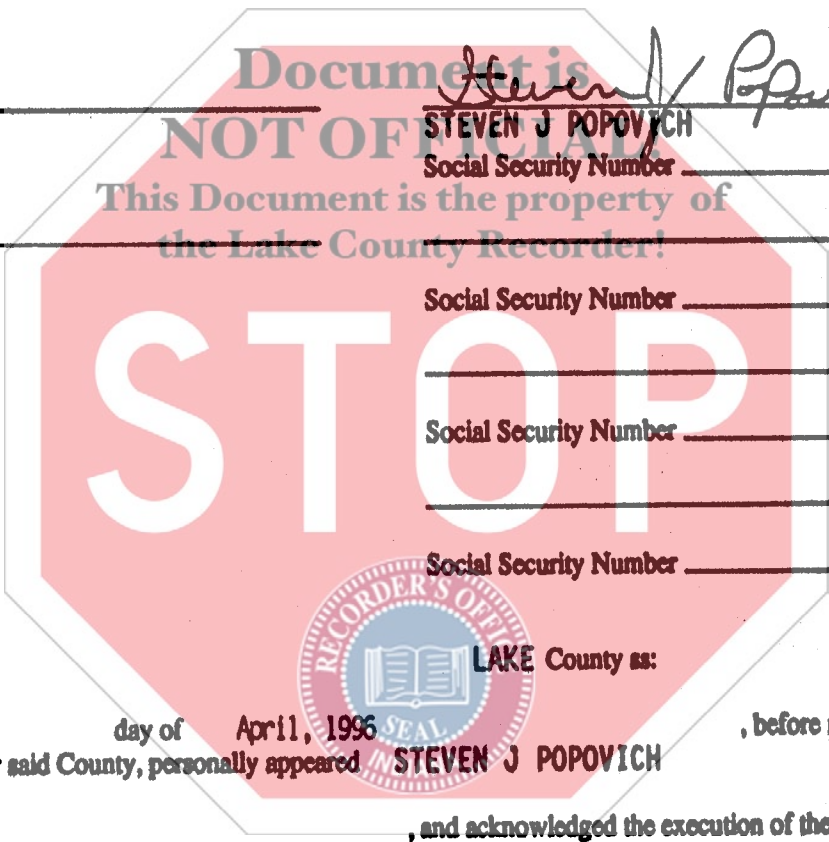 Document is
NOT OFFICIAL!
This Document is the property of
the Lake County Recorder!
Steven J
STEVEN J POPOVICH
Social Security Number
Social Security Number
STOP
Social Security Number
Social Security Number
RECORDER'S OFFICE
SEAL
LAKE County ss:
day of April, 1996 , before
said County, personally appeared STEVEN J POPOVICH
, and acknowledged the execution of the